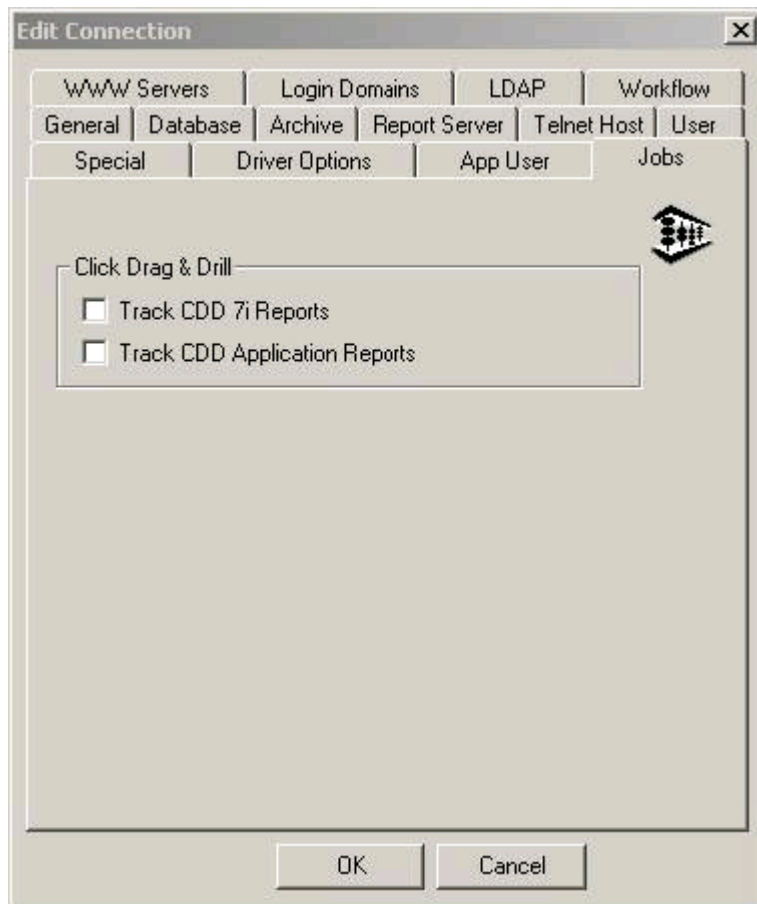 Edit Connection
WWW Servers Login Domains LDAP Workflow
General Database Archive Report Server Telnet Host User
Special Driver Options App User Jobs
Click Drag & Drill
Track CDD 7i Reports
Track CDD Application Reports
OK Cancel